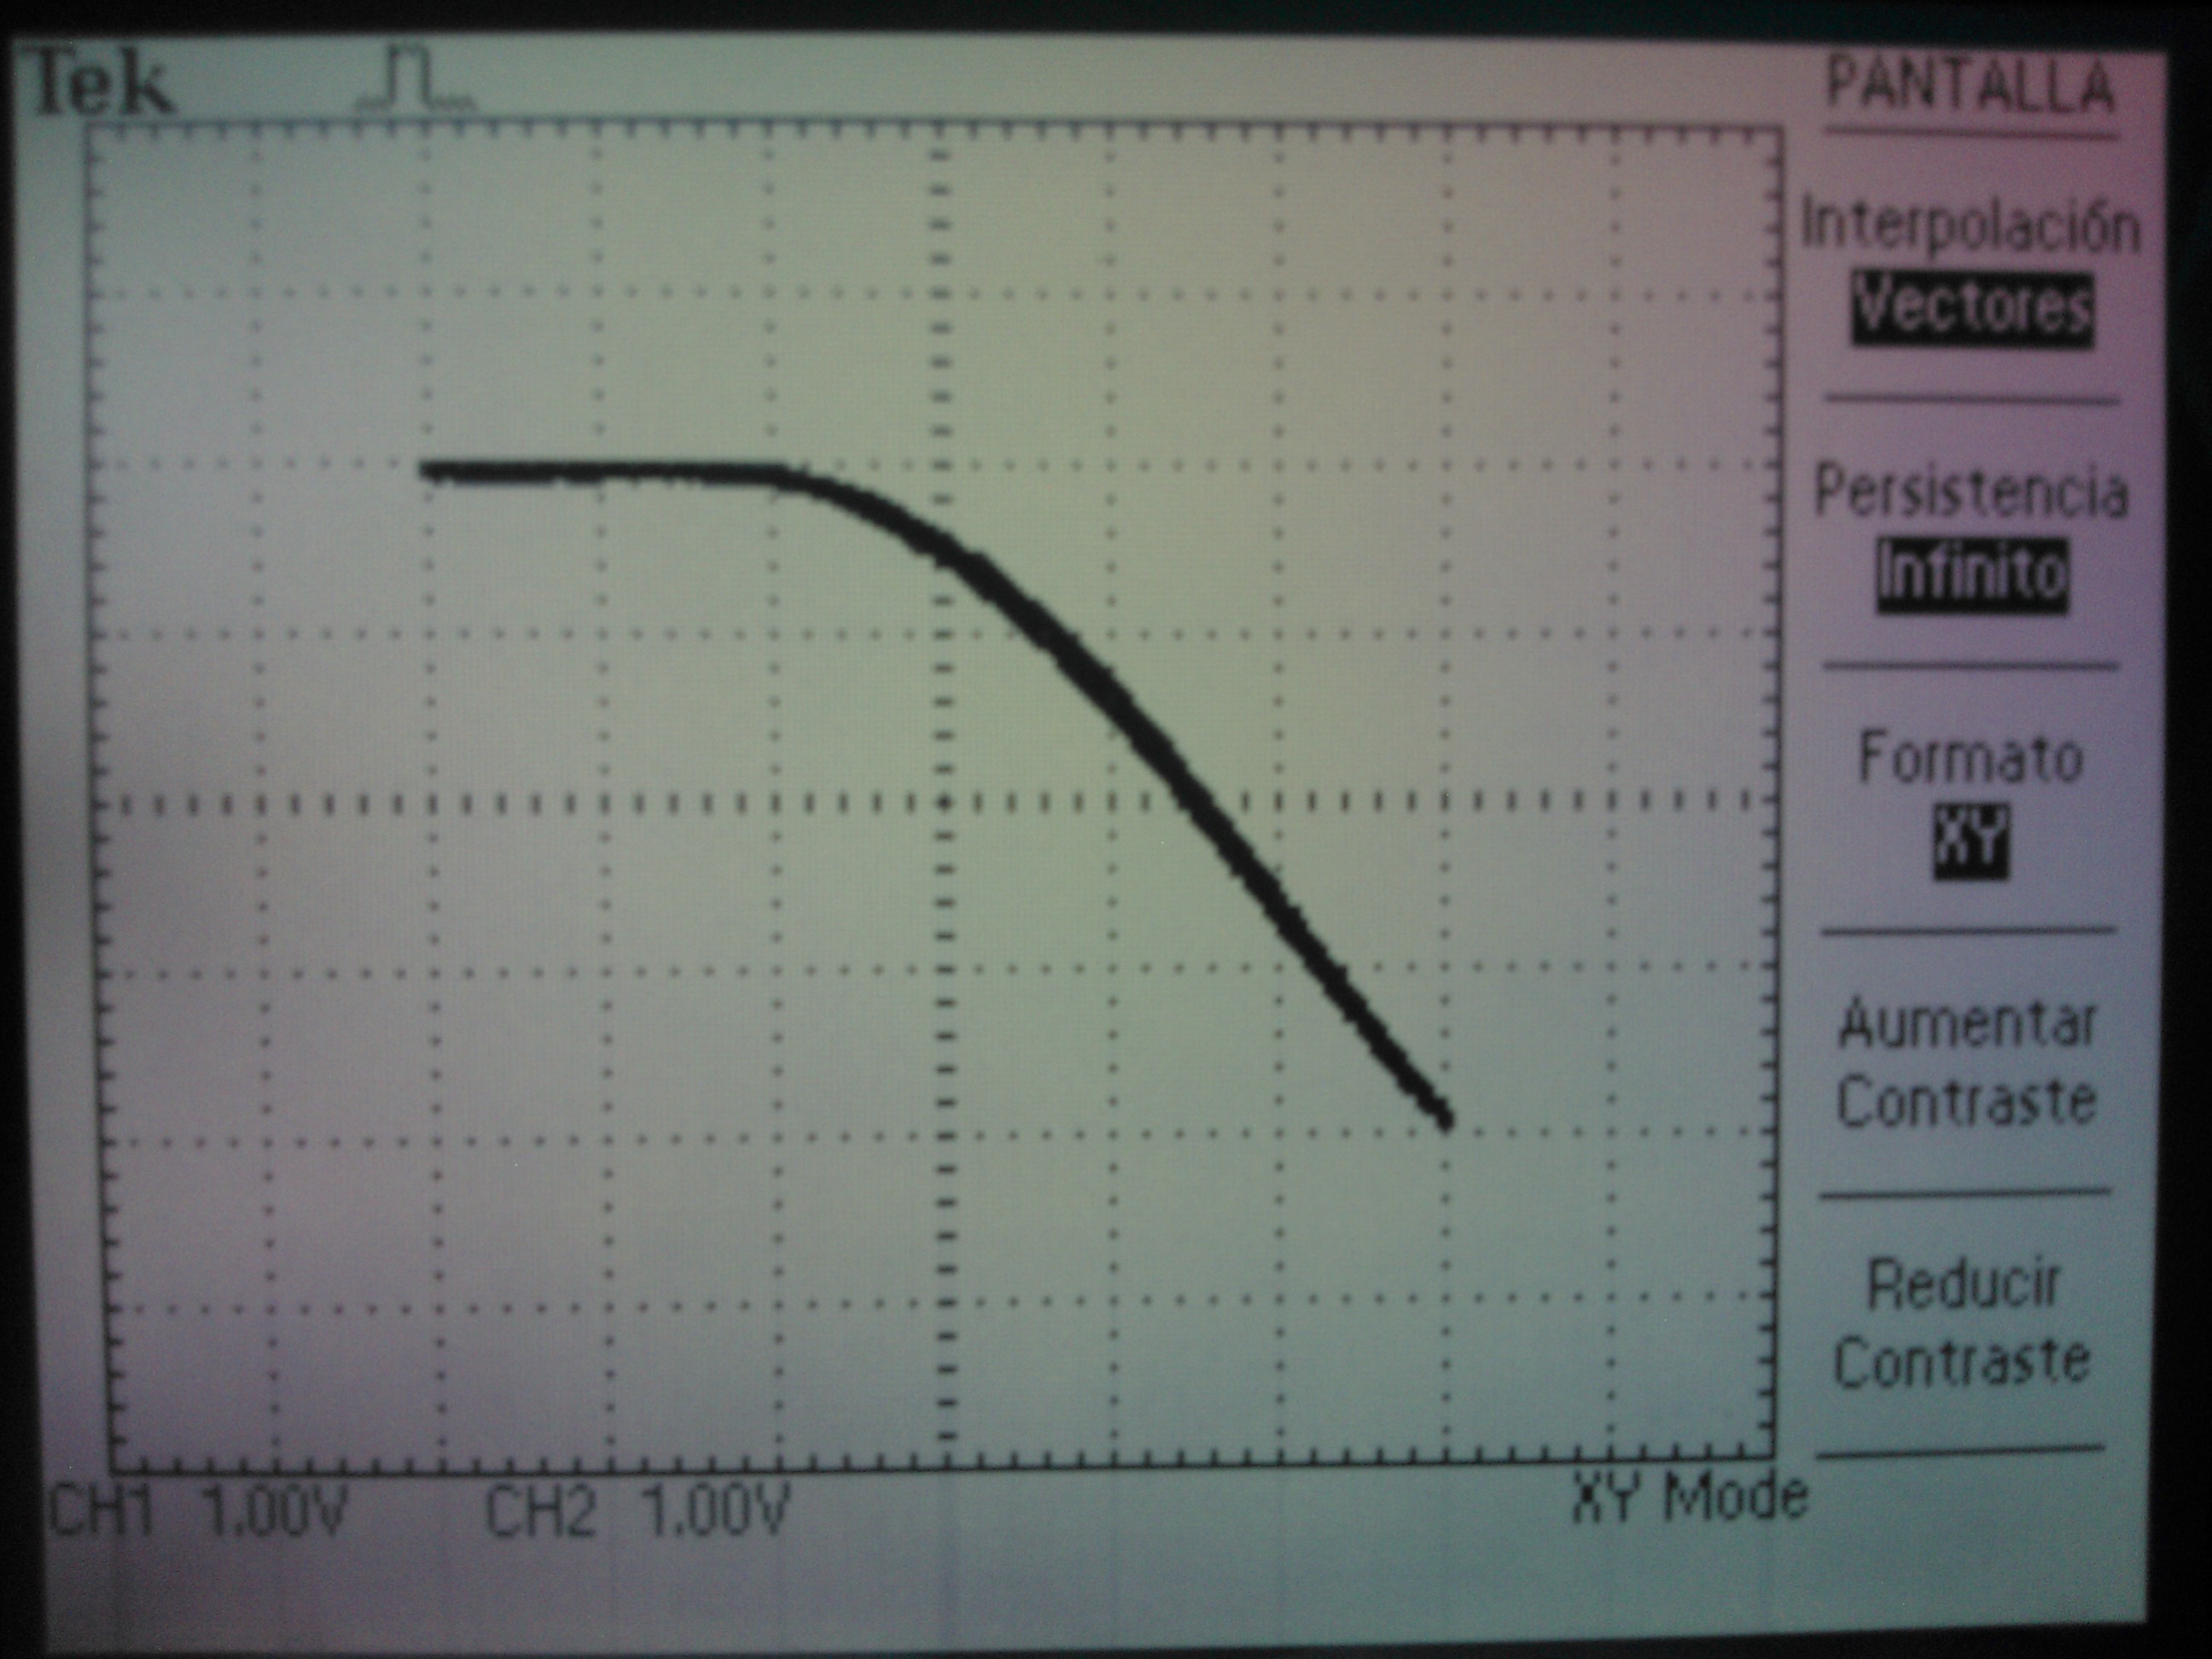 Tek
PANTALLA
Interpolación
Vectores
Persistencia
Infinito
Formato
XY
Aumentar
Contraste
Reducir
Contraste
CH1 1.00V CH2 1.00V XY Mode